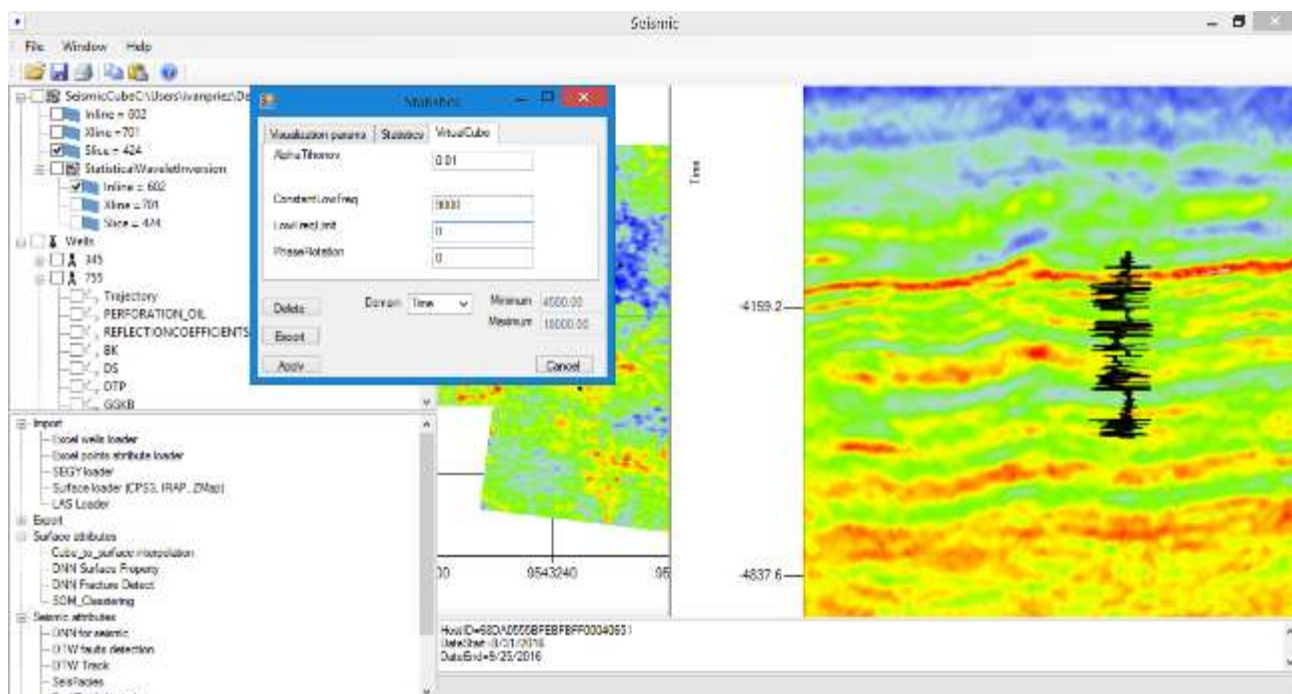 Seismic
File Window Help
SeismicCubeC:\Users\ivanpriez\De
Inline = 602
Xline =701
Slice = 424
StatisticalWaveletInversion
Inline = 602
Xline = 701
Slice = 424
Wells
345
755
Trajectory
PERFORATION_OIL
REFLECTIONCOEFFICIENTS
BK
DS
DTP
GGKB
Statistics
Visualization params Statistics VirtualCube
AlphaTihonov 0.01
ConstantLowFreq 9000
LowFreqLimit 0
PhaseRotation 0
Delete Domain Time Minimum 4500.00
Maximum 10000.00
Export
Apply Cancel
Import
Excel wells loader
Excel points attribute loader
SEGY loader
Surface loader (CPS3, IRAP, ZMap)
LAS Loader
Export
Surface attributes
Cube_to_surface interpolation
DNN Surface Property
DNN Fracture Detect
SOM_Clastering
Seismic attributes
DNN for seismic
DTW faults detection
DTW Track
SeisFacies
00 9543240 95
Time
-4159.2
-4837.6
DateStart=8/31/2016
DateEnd=9/25/2016